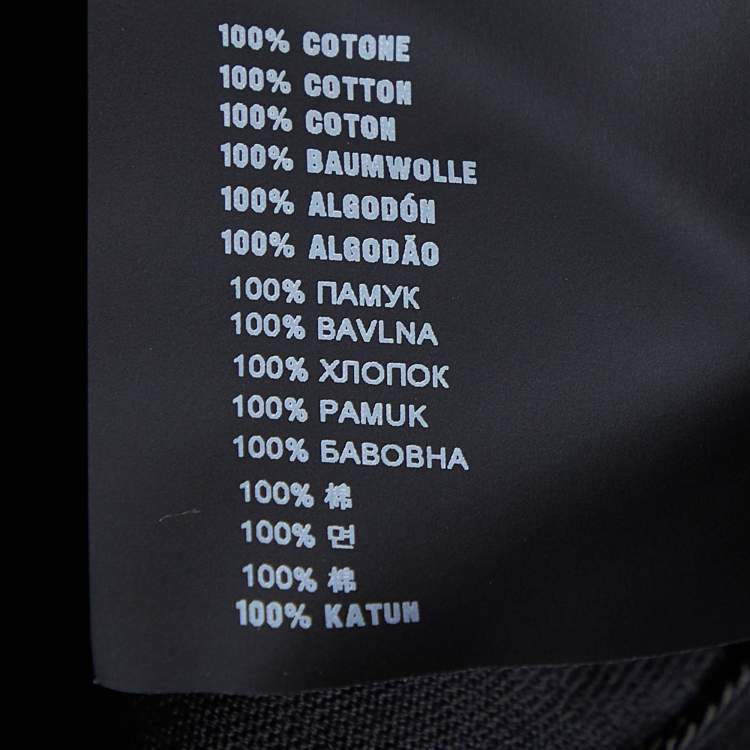 100% COTONE
100% COTTON
100% COTON
100% BAUMWOLLE
100% ALGODÓN
100% ALGODÃO
100% ПАМУК
100% BAVLNA
100% ХЛОПОК
100% PAMUK
100% БАВОВНА
100% 棉
100% 면
100% 棉
100% KATUN